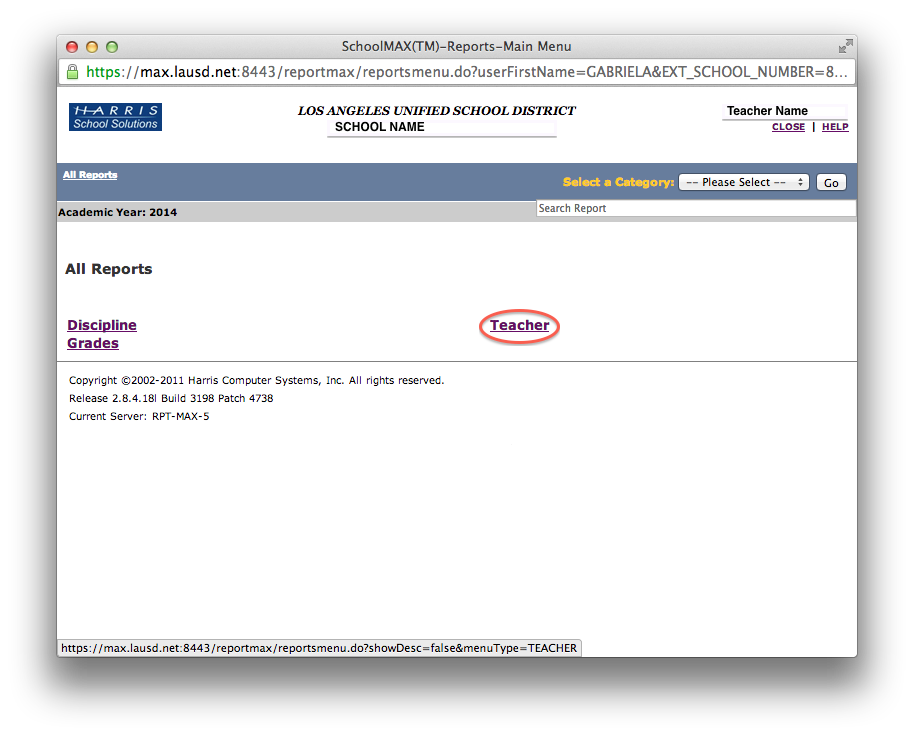 SchoolMAX(TM)-Reports-Main Menu
https://max.lausd.net:8443/reportmax/reportsmenu.do?userFirstName=GABRIELA&EXT_SCHOOL_NUMBER=8...
HARRIS
School Solutions
LOS ANGELES UNIFIED SCHOOL DISTRICT
SCHOOL NAME
Teacher Name
CLOSE | HELP
All Reports
Select a Category: -- Please Select -- Go
Academic Year: 2014
Search Report
All Reports
Discipline
Teacher
Grades
Copyright ©2002-2011 Harris Computer Systems, Inc. All rights reserved.
Release 2.8.4.18l Build 3198 Patch 4738
Current Server: RPT-MAX-5
https://max.lausd.net:8443/reportmax/reportsmenu.do?showDesc=false&menuType=TEACHER